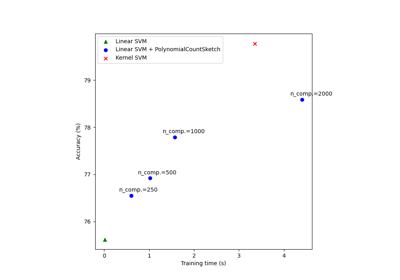 Linear SVM
Linear SVM + PolynomialCountSketch
Kernel SVM
79
78
77
76
n_comp.=2000
n_comp.=1000
n_comp.=500
n_comp.=250
Accuracy (%)
0
1
2
3
4
Training time (s)